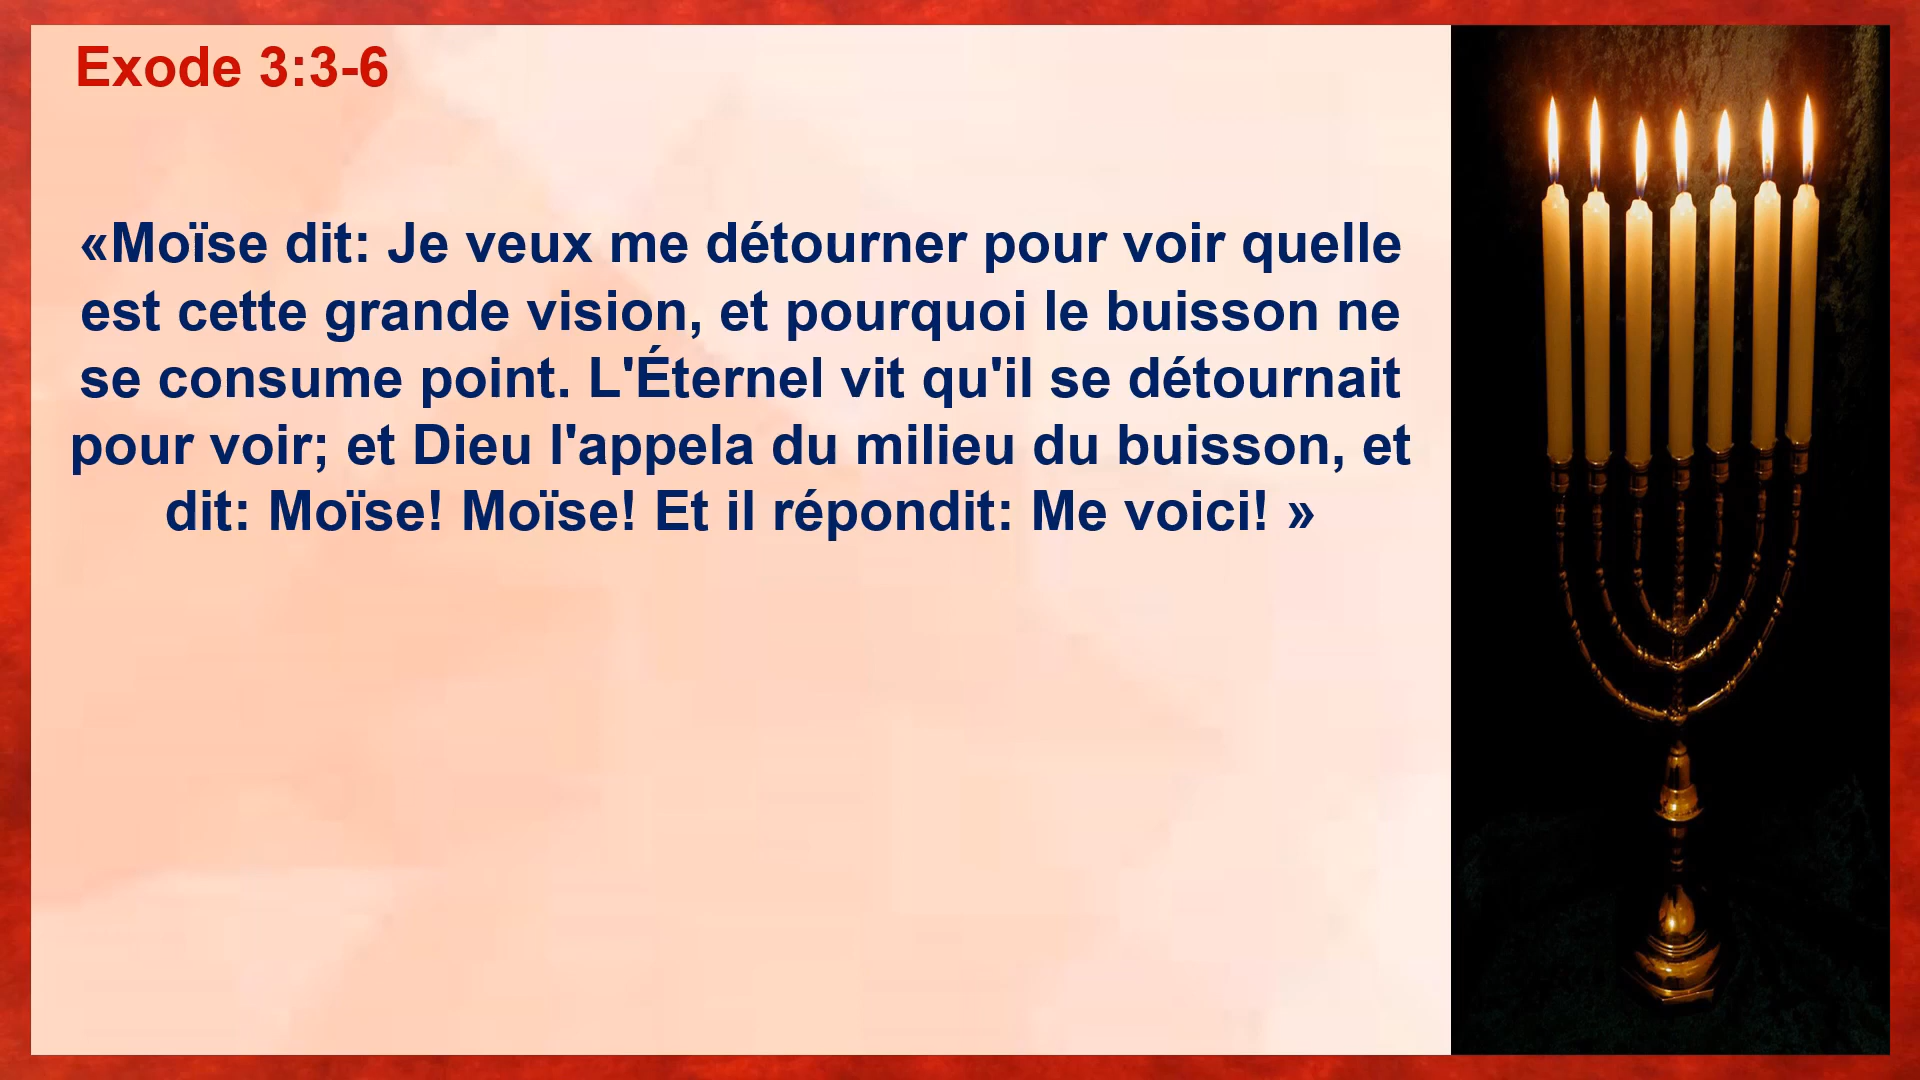 Exode 3:3-6
«Moïse dit: Je veux me détourner pour voir quelle
est cette grande vision, et pourquoi le buisson ne
se consume point. L'Éternel vit qu'il se détournait
pour voir; et Dieu l'appela du milieu du buisson, et
dit: Moïse! Moïse! Et il répondit: Me voici! »